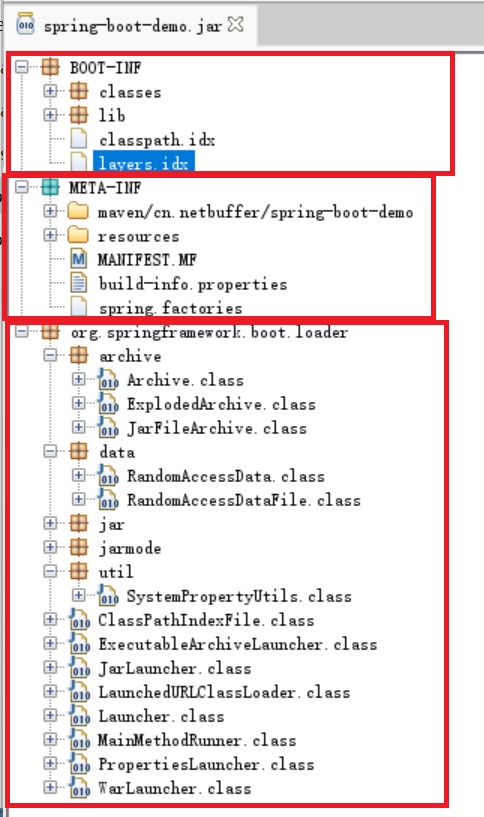 spring-boot-demo.jar
BOOT-INF
classes
lib
classpath.idx
layers.idx
META-INF
maven/cn.netbuffer/spring-boot-demo
resources
MANIFEST.MF
build-info.properties
spring.factories
org.springframework.boot.loader
archive
Archive.class
ExplodedArchive.class
JarFileArchive.class
data
RandomAccessData.class
RandomAccessDataFile.class
jar
jarmode
util
SystemPropertyUtils.class
ClassPathIndexFile.class
ExecutableArchiveLauncher.class
JarLauncher.class
LaunchedURLClassLoader.class
Launcher.class
MainMethodRunner.class
PropertiesLauncher.class
WarLauncher.class